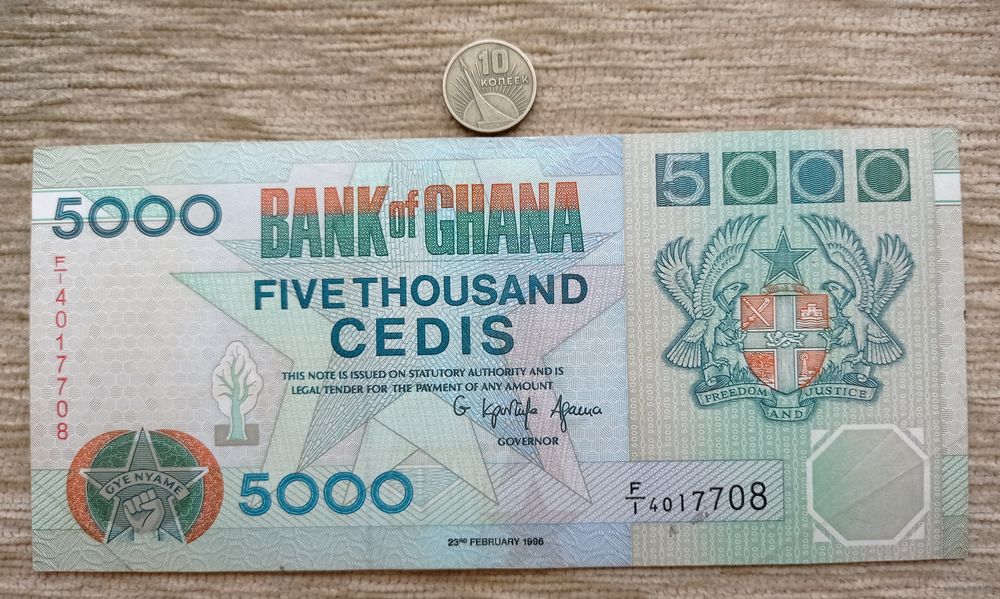 10
КОПЕЕК
5000
5000
BANK of GHANA
FIVE THOUSAND
CEDIS
THIS NOTE IS ISSUED ON STATUTORY AUTHORITY AND IS
LEGAL TENDER FOR THE PAYMENT OF ANY AMOUNT
GOVERNOR
F/1 4017708
FREEDOM AND JUSTICE
GYE NYAME
5000
F/1 4017708
23RD FEBRUARY 1996